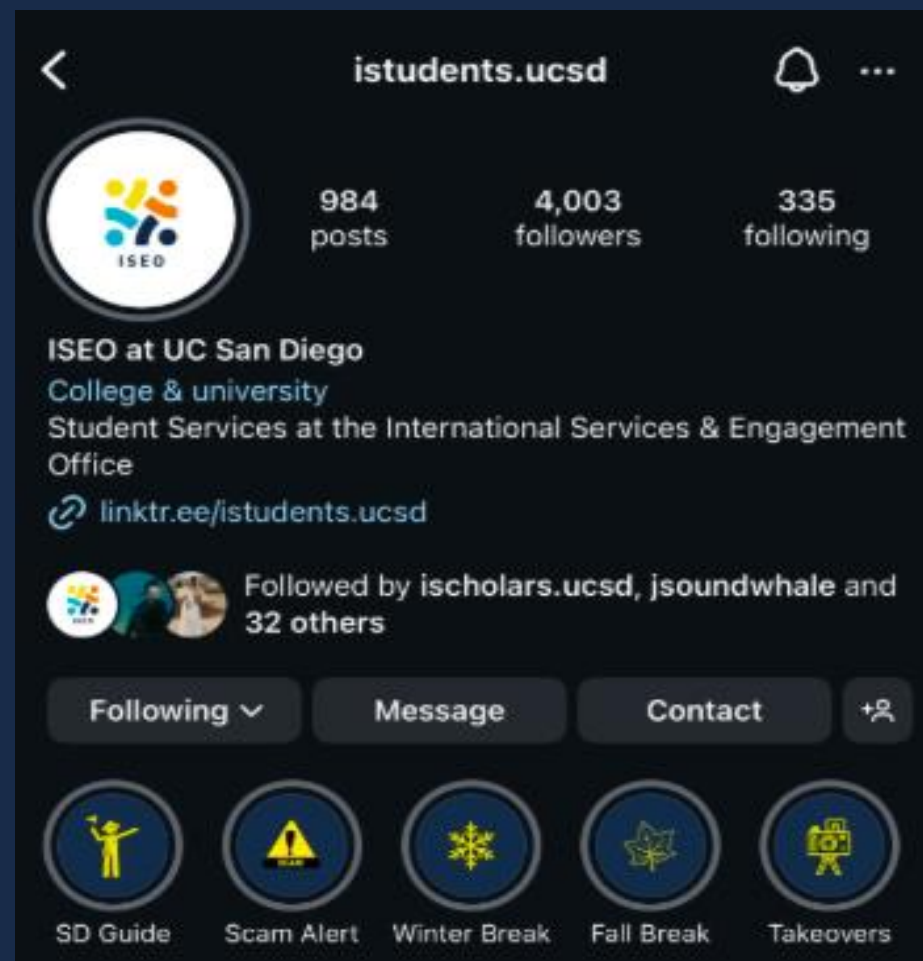 istudents.ucsd
ISEO
984
posts
4,003
followers
335
following
ISEO at UC San Diego
College & university
Student Services at the International Services & Engagement
Office
linktr.ee/istudents.ucsd
Followed by ischolars.ucsd, jsoundwhale and
32 others
ISEO
Following
Message
Contact
SCAM
SD Guide
Scam Alert
Winter Break
Fall Break
Takeovers